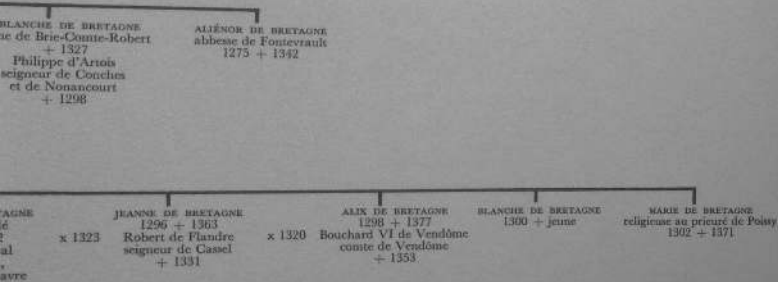 BLANCHE DE BRETAGNE
de Brie-Comte-Robert
+ 1327
Philippe d'Artois
seigneur de Conches
et de Nonancourt
+ 1298
ALIÉNOR DE BRETAGNE
abbesse de Fontevrault
1275 + 1342
x 1323
JEANNE DE BRETAGNE
1296 + 1363
Robert de Flandre
seigneur de Cassel
+ 1331
x 1320
ALIX DE BRETAGNE
1298 + 1377
Bouchard VI de Vendôme
comte de Vendôme
+ 1353
BLANCHE DE BRETAGNE
1300 + jeune
MARIE DE BRETAGNE
religieuse au prieuré de Poissy
1302 + 1371